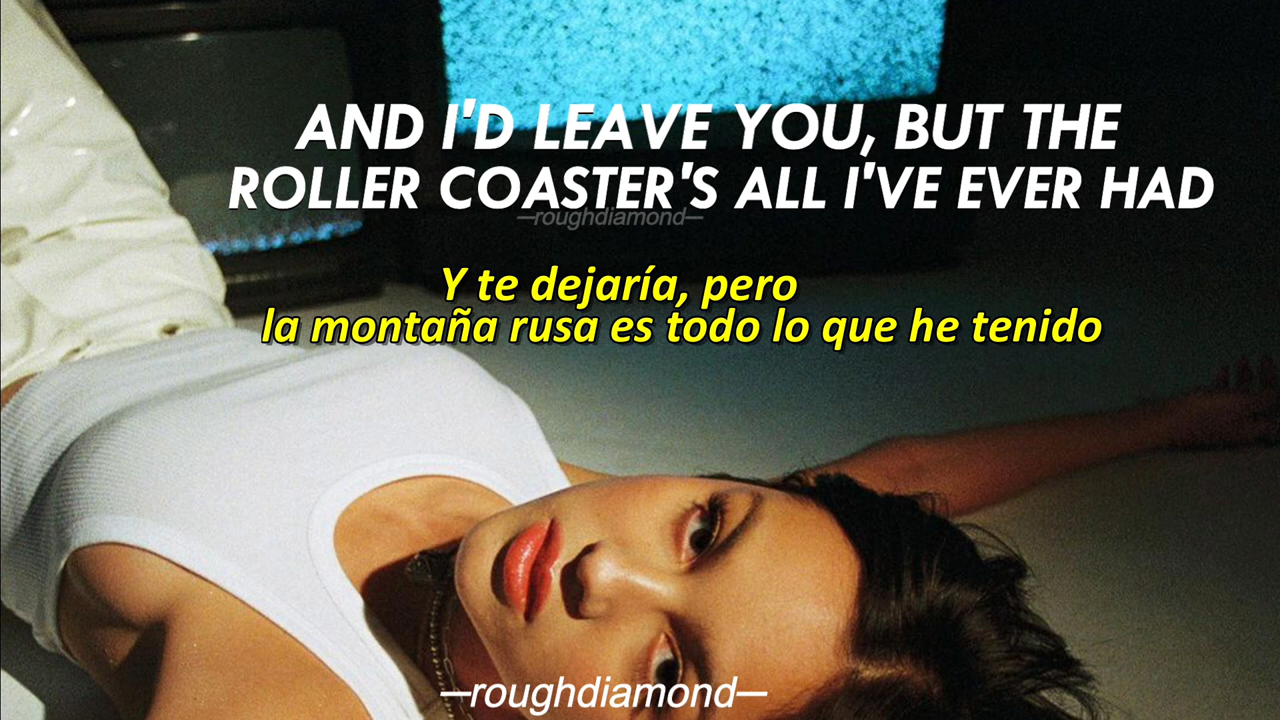 AND I'D LEAVE YOU, BUT THE
ROLLER COASTER'S ALL I'VE EVER HAD
—roughdiamond—
Y te dejaría, pero
la montaña rusa es todo lo que he tenido
—roughdiamond—